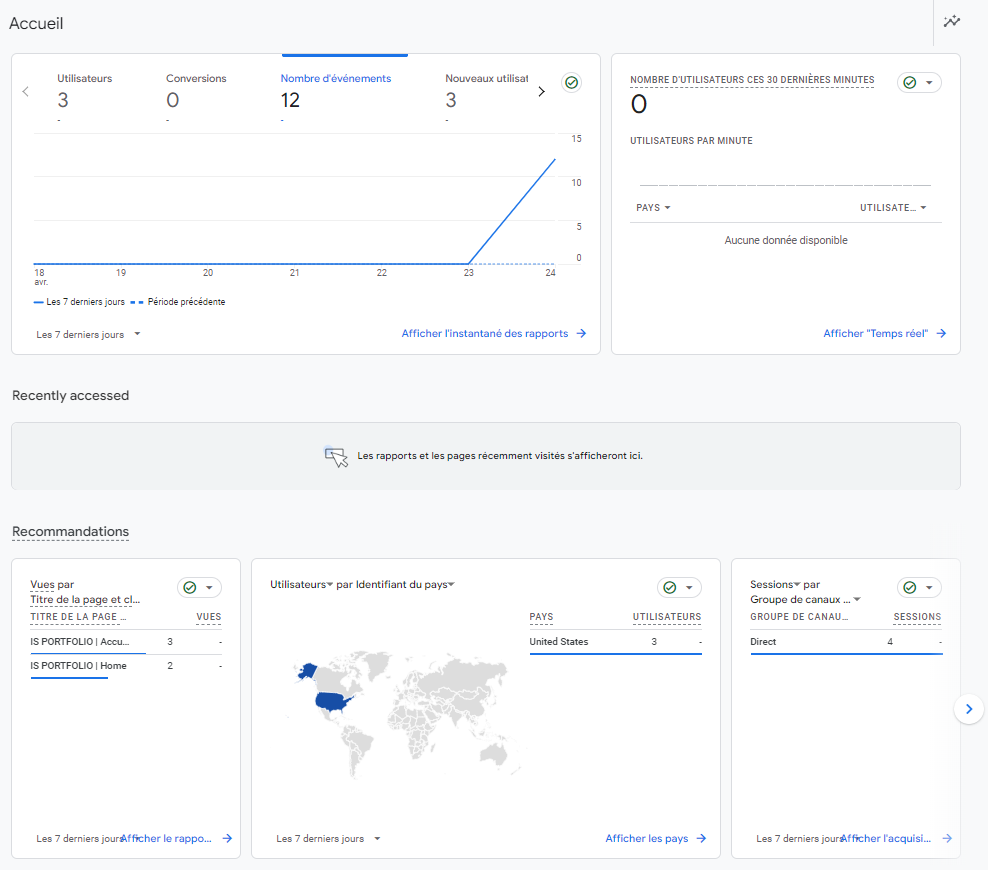 Accueil
Utilisateurs
3
-
Conversions
0
-
Nombre d'événements
12
-
Nouveaux utilisat
3
-
15
10
5
0
18
avr.
19
20
21
22
23
24
Les 7 derniers jours
Période précédente
Les 7 derniers jours
Afficher l'instantané des rapports
NOMBRE D'UTILISATEURS CES 30 DERNIÈRES MINUTES
0
UTILISATEURS PAR MINUTE
PAYS
UTILISATE...
Aucune donnée disponible
Afficher "Temps réel"
Recently accessed
Les rapports et les pages récemment visités s'afficheront ici.
Recommandations
Vues par
Titre de la page et cl...
TITRE DE LA PAGE ... VUES
IS PORTFOLIO | Accu... 3 -
IS PORTFOLIO | Home 2 -
Les 7 derniers jours
Afficher le rappo...
Utilisateurs par Identifiant du pays
PAYS UTILISATEURS
United States 3 -
Les 7 derniers jours
Afficher les pays
Sessions par
Groupe de canaux ...
GROUPE DE CANAU... SESSIONS
Direct 4 -
Les 7 derniers jours
Afficher l'acquisi...